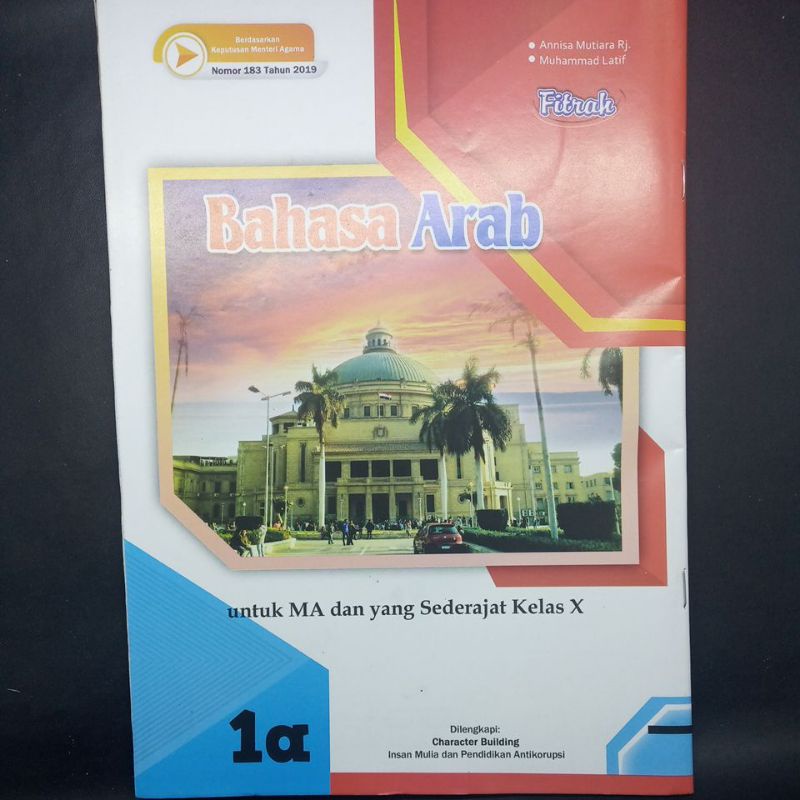 Berdasarkan
Keputusan Menteri Agama
Nomor 183 Tahun 2019
• Annisa Mutiara Rj.
• Muhammad Latif
Fitrah
Bahasa Arab
untuk MA dan yang Sederajat Kelas X
1a
Dilengkapi:
Character Building
Insan Mulia dan Pendidikan Antikorupsi